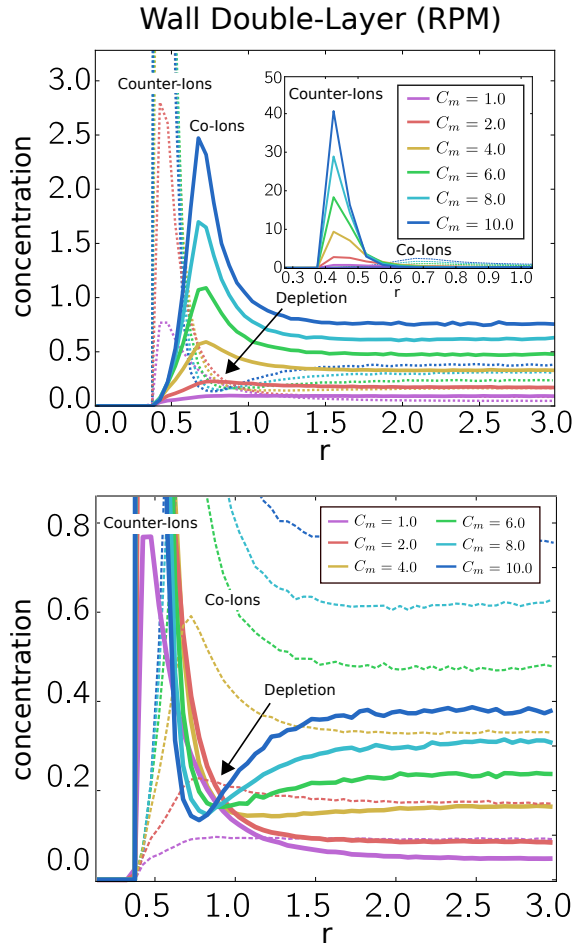 Wall Double-Layer (RPM)
concentration
3.0
2.5
2.0
1.5
1.0
0.5
0.0
Counter-Ions
Co-Ions
Depletion
50
40
30
20
10
0
Counter-Ions
Co-Ions
C_m = 1.0
C_m = 2.0
C_m = 4.0
C_m = 6.0
C_m = 8.0
C_m = 10.0
0.3 0.4 0.5 0.6 0.7 0.8 0.9 1.0
r
0.0 0.5 1.0 1.5 2.0 2.5 3.0
r
concentration
0.8
0.6
0.4
0.2
0.0
Counter-Ions
Co-Ions
Depletion
C_m = 1.0 C_m = 6.0
C_m = 2.0 C_m = 8.0
C_m = 4.0 C_m = 10.0
0.5 1.0 1.5 2.0 2.5 3.0
r